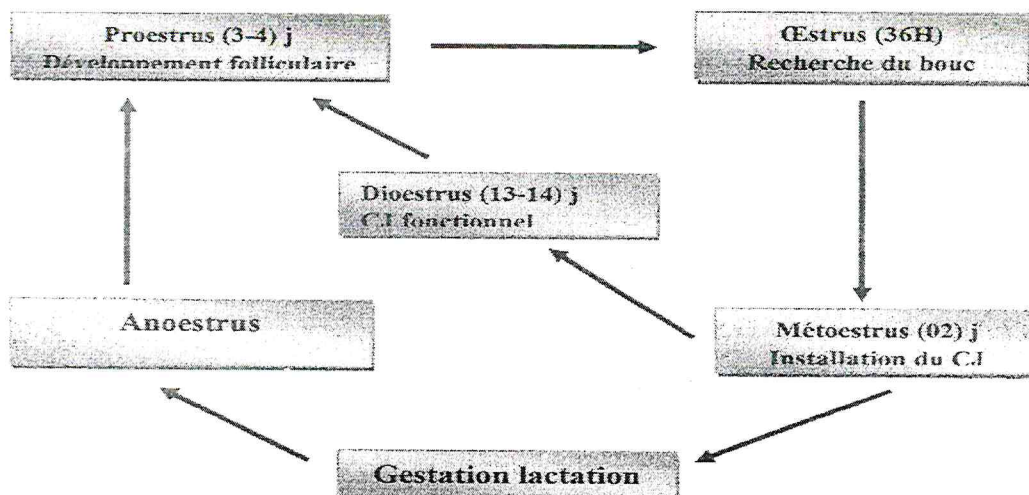 Proestrus (3-4) j
Développement folliculaire
Œstrus (36H)
Recherche du bouc
Dioestrus (13-14) j
C.J fonctionnel
Anoestrus
Métoestrus (02) j
Installation du C.J
Gestation lactation